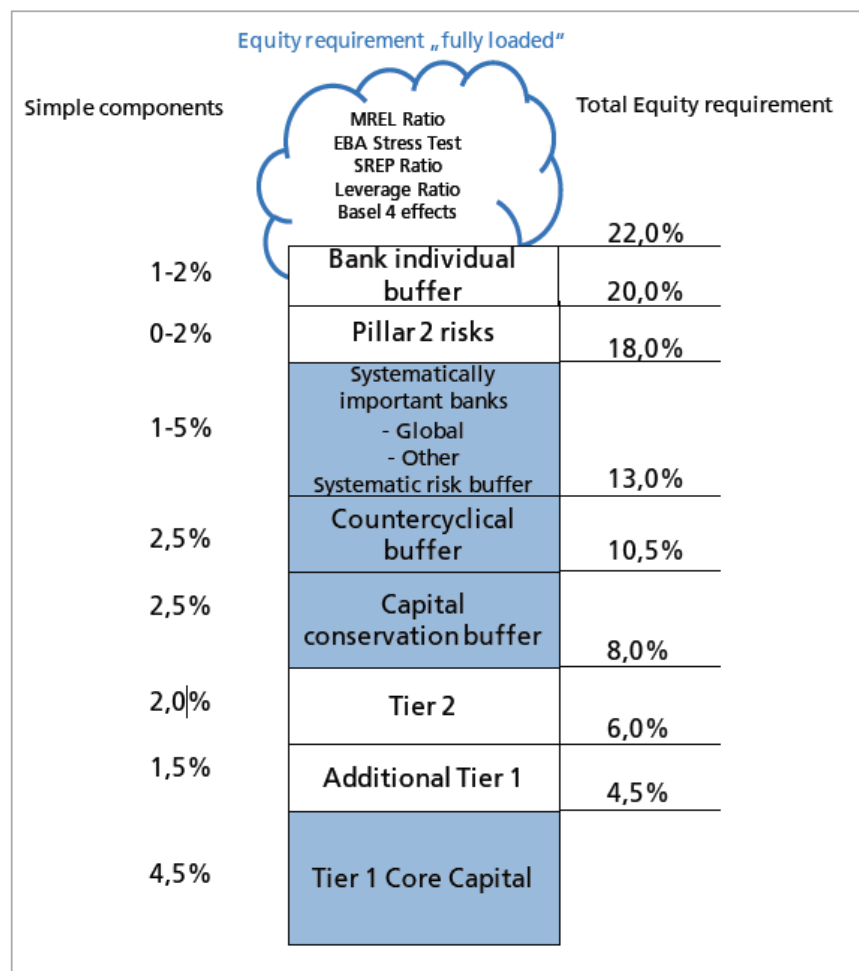 Equity requirement „fully loaded“
Simple components
Total Equity requirement
MREL Ratio
EBA Stress Test
SREP Ratio
Leverage Ratio
Basel 4 effects
22,0%
1-2%
Bank individual
buffer
20,0%
0-2%
Pillar 2 risks
18,0%
1-5%
Systematically
important banks
- Global
- Other
Systematic risk buffer
13,0%
2,5%
Countercyclical
buffer
10,5%
2,5%
Capital
conservation buffer
8,0%
2,0%
Tier 2
6,0%
1,5%
Additional Tier 1
4,5%
4,5%
Tier 1 Core Capital